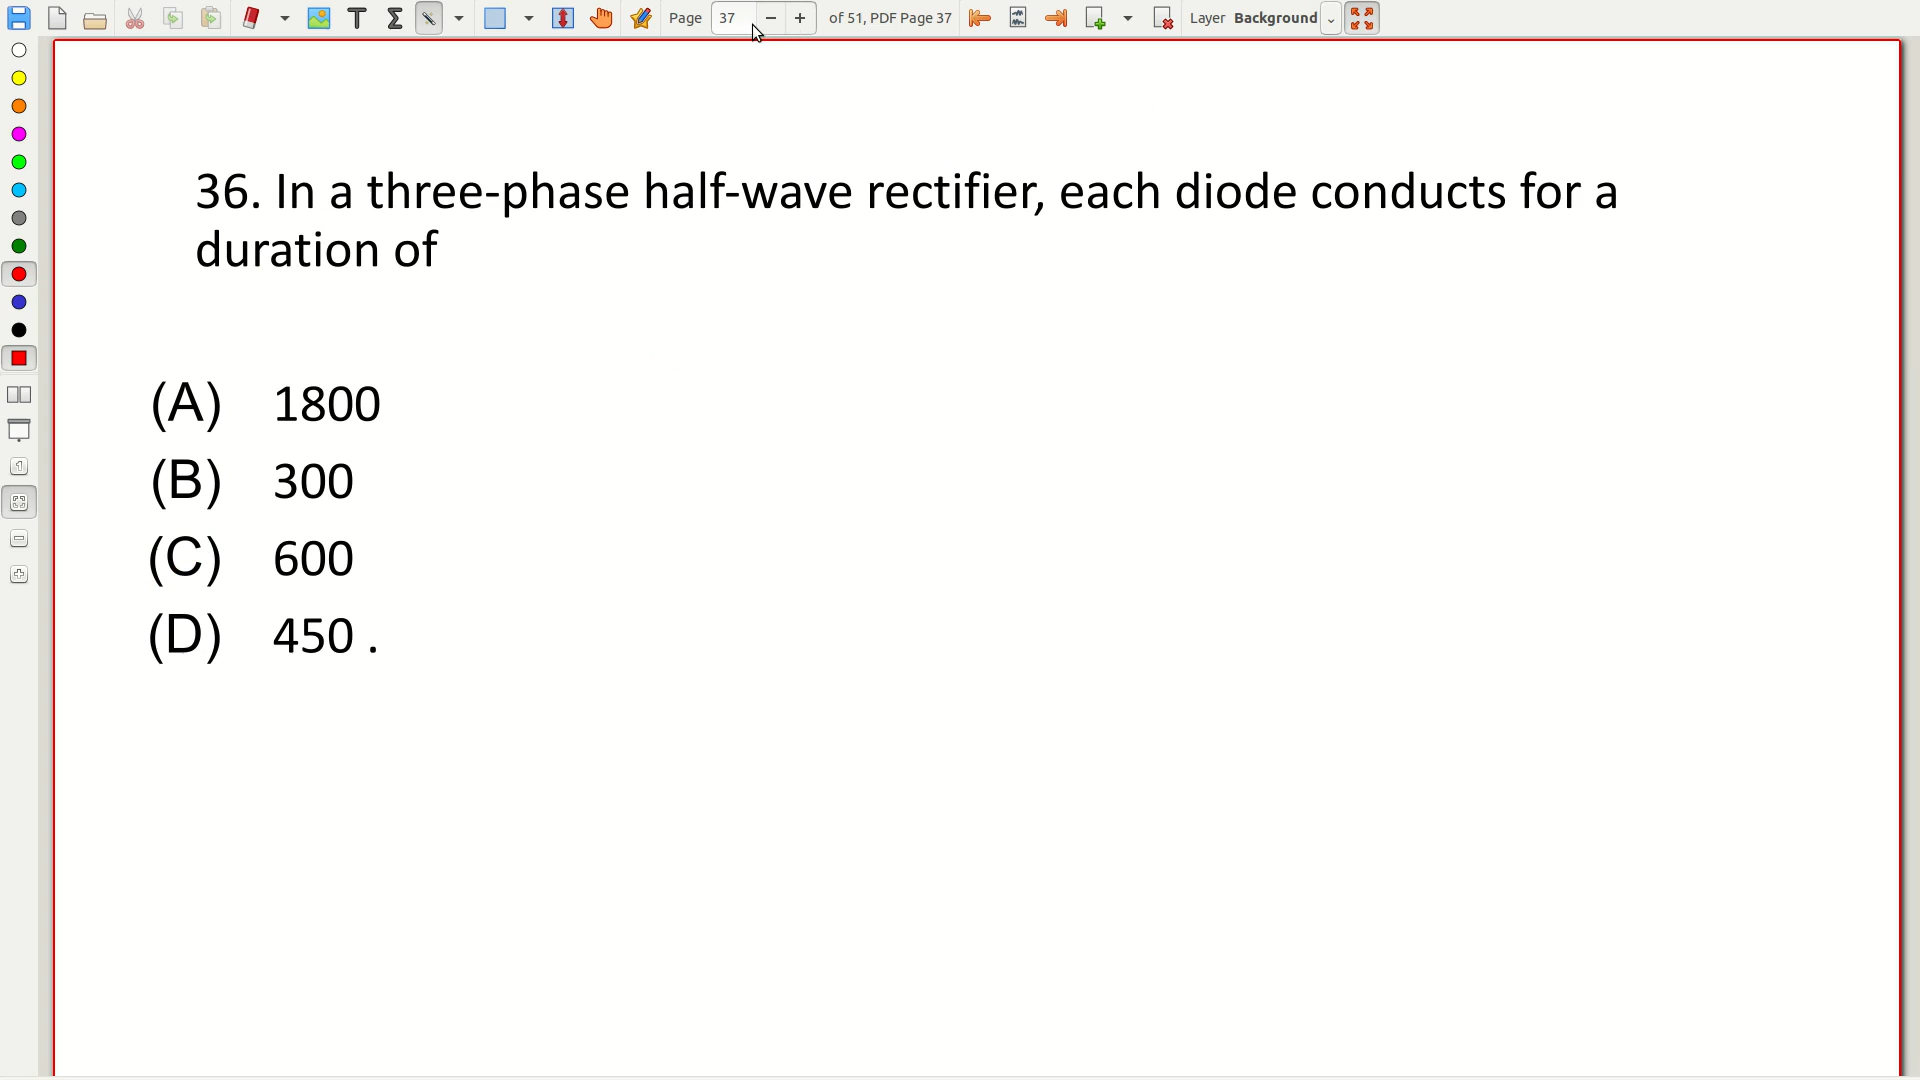 Page 37 of 51, PDF Page 37 Layer Background
36. In a three-phase half-wave rectifier, each diode conducts for a
duration of
(A) 1800
(B) 300
(C) 600
(D) 450 .